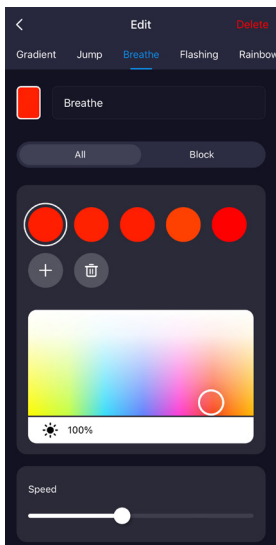 Edit
Delete
Gradient Jump Breathe Flashing Rainbow
Breathe
All Block
100%
Speed